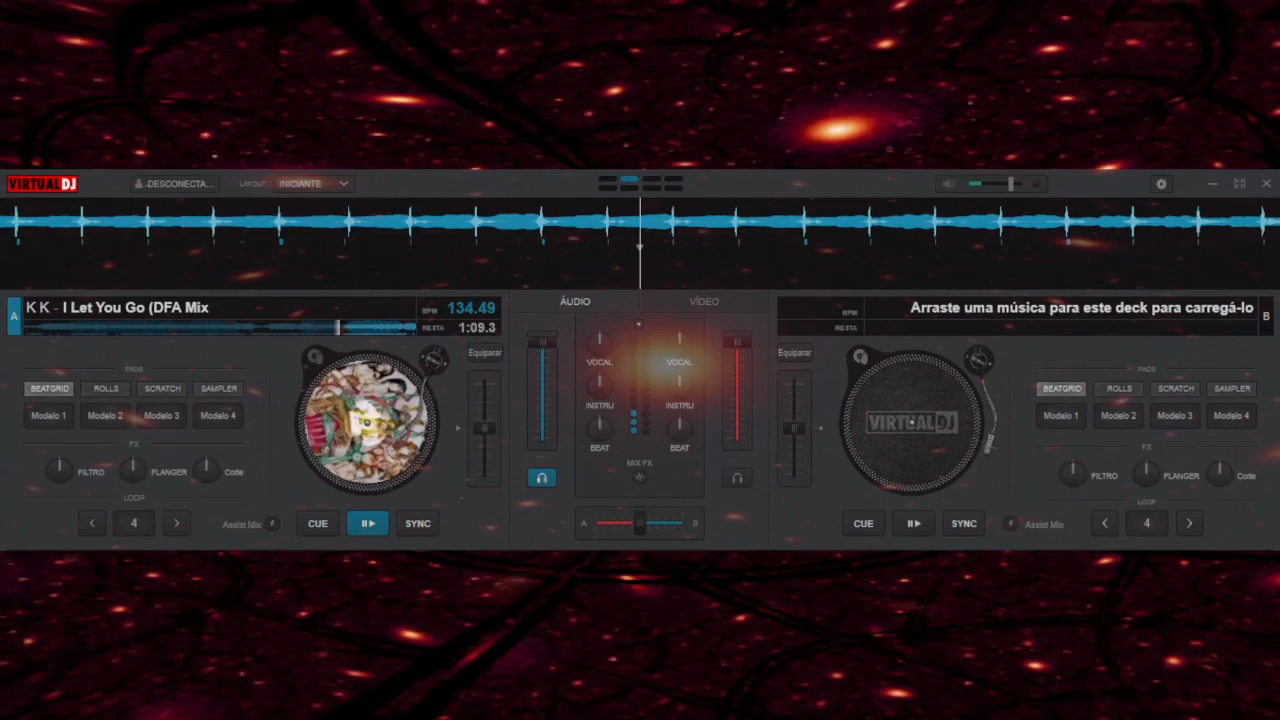 VIRTUALDJ DESCONECTA... LAYOUT INICIANTE
A K K - I Let You Go (DFA Mix BPM 134.49
RESTA 1:09.3
ÁUDIO VÍDEO
BPM Arraste uma música para este deck para carregá-lo B
RESTA
Equiparar VOCAL VOCAL Equiparar
PADS
BEATGRID ROLLS SCRATCH SAMPLER
Modelo 1 Modelo 2 Modelo 3 Modelo 4
FX
FILTRO FLANGER Corte
LOOP
4 Assist Mix CUE SYNC
INSTRU INSTRU
BEAT BEAT
MIX FX
A B
VIRTUALDJ
PADS
BEATGRID ROLLS SCRATCH SAMPLER
Modelo 1 Modelo 2 Modelo 3 Modelo 4
FX
FILTRO FLANGER Corte
LOOP
CUE SYNC Assist Mix 4